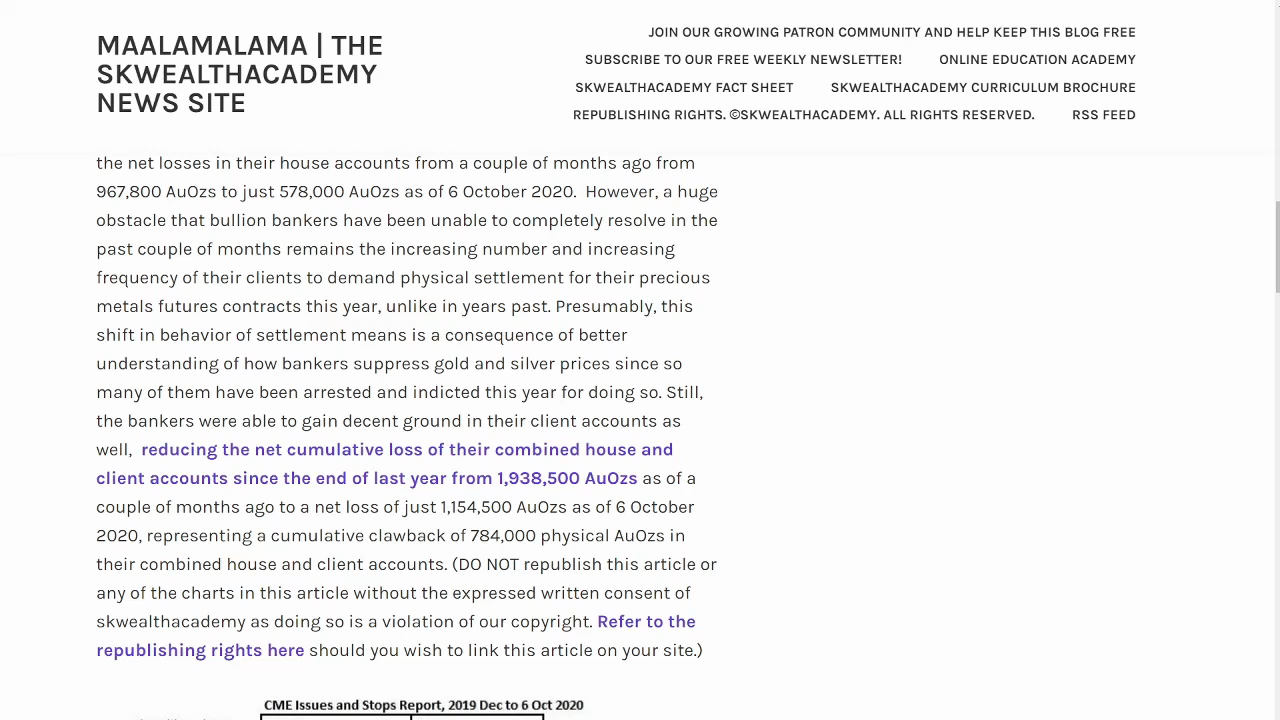 MAALAMALAMA | THE
SKWEALTHACADEMY
NEWS SITE
JOIN OUR GROWING PATRON COMMUNITY AND HELP KEEP THIS BLOG FREE
SUBSCRIBE TO OUR FREE WEEKLY NEWSLETTER! ONLINE EDUCATION ACADEMY
SKWEALTHACADEMY FACT SHEET SKWEALTHACADEMY CURRICULUM BROCHURE
REPUBLISHING RIGHTS. ©SKWEALTHACADEMY. ALL RIGHTS RESERVED. RSS FEED
the net losses in their house accounts from a couple of months ago from
967,800 AuOzs to just 578,000 AuOzs as of 6 October 2020. However, a huge
obstacle that bullion bankers have been unable to completely resolve in the
past couple of months remains the increasing number and increasing
frequency of their clients to demand physical settlement for their precious
metals futures contracts this year, unlike in years past. Presumably, this
shift in behavior of settlement means is a consequence of better
understanding of how bankers suppress gold and silver prices since so
many of them have been arrested and indicted this year for doing so. Still,
the bankers were able to gain decent ground in their client accounts as
well, reducing the net cumulative loss of their combined house and
client accounts since the end of last year from 1,938,500 AuOzs as of a
couple of months ago to a net loss of just 1,154,500 AuOzs as of 6 October
2020, representing a cumulative clawback of 784,000 physical AuOzs in
their combined house and client accounts. (DO NOT republish this article or
any of the charts in this article without the expressed written consent of
skwealthacademy as doing so is a violation of our copyright. Refer to the
republishing rights here should you wish to link this article on your site.)
CME Issues and Stops Report, 2019 Dec to 6 Oct 2020